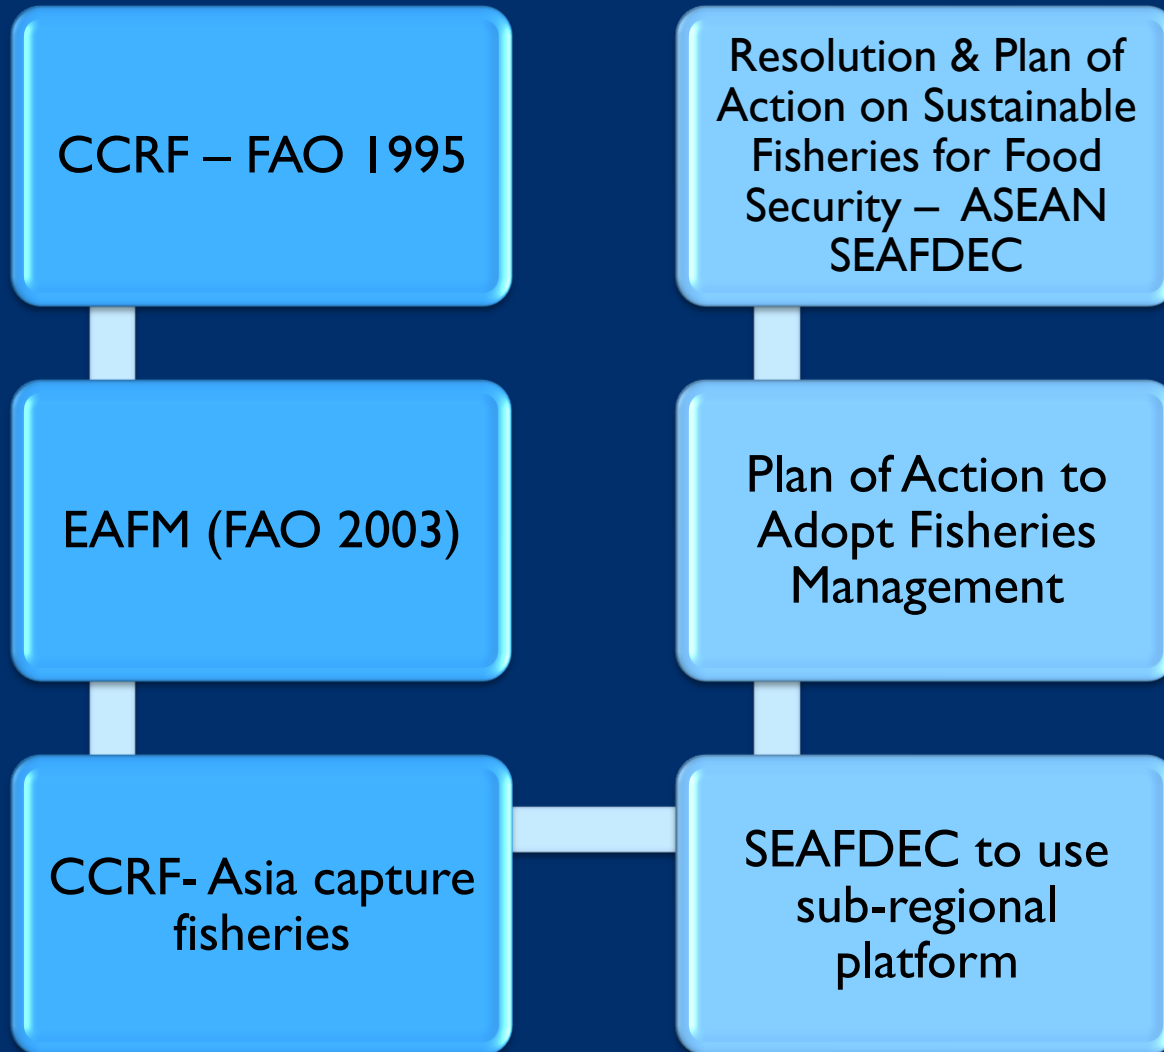 CCRF – FAO 1995
EAFM (FAO 2003)
CCRF- Asia capture
fisheries
SEAFDEC to use
sub-regional
platform
Plan of Action to
Adopt Fisheries
Management
Resolution & Plan of
Action on Sustainable
Fisheries for Food
Security – ASEAN
SEAFDEC